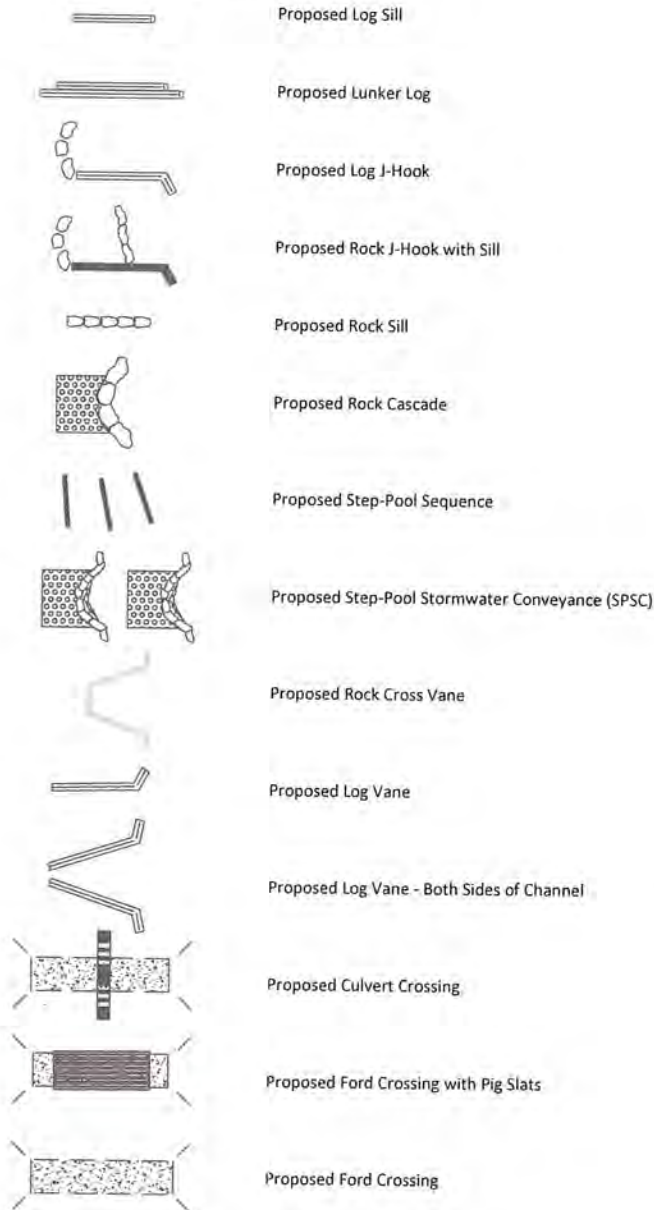 Proposed Log Sill
Proposed Lunker Log
Proposed Log J-Hook
Proposed Rock J-Hook with Sill
Proposed Rock Sill
Proposed Rock Cascade
Proposed Step-Pool Sequence
Proposed Step-Pool Stormwater Conveyance (SPSC)
Proposed Rock Cross Vane
Proposed Log Vane
Proposed Log Vane - Both Sides of Channel
Proposed Culvert Crossing
Proposed Ford Crossing with Pig Slats
Proposed Ford Crossing